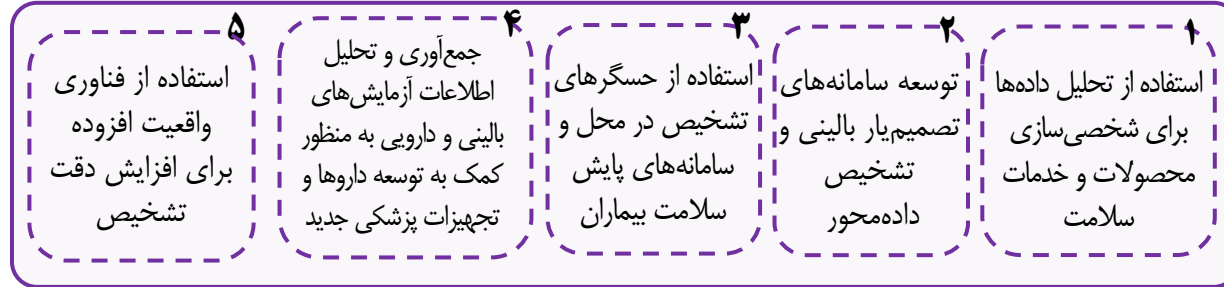 ۱
استفاده از تحلیل داده‌ها
برای شخصی‌سازی
محصولات و خدمات
سلامت
۲
توسعه سامانه‌های
تصمیم‌یار بالینی و
تشخیص
داده‌محور
۳
استفاده از حسگرهای
تشخیص در محل و
سامانه‌های پایش
سلامت بیماران
۴
جمع‌آوری و تحلیل
اطلاعات آزمایش‌های
بالینی و دارویی به منظور
کمک به توسعه داروها و
تجهیزات پزشکی جدید
۵
استفاده از فناوری
واقعیت افزوده
برای افزایش دقت
تشخیص